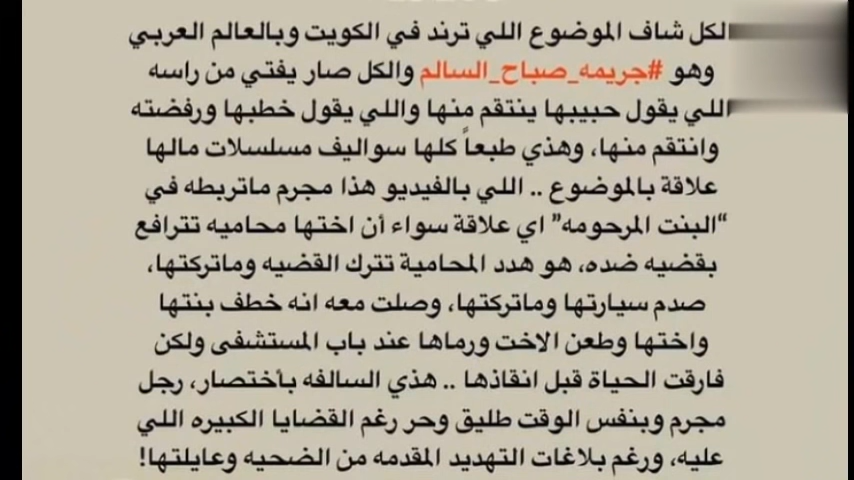 الكل شاف الموضوع اللي ترند في الكويت وبالعالم العربي
وهو #جريمه_صباح_السالم والكل صار يفتي من راسه
اللي يقول حبيبها ينتقم منها واللي يقول خطبها ورفضته
وانتقم منها، وهذي طبعاً كلها سواليف مسلسلات مالها
علاقة بالموضوع .. اللي بالفيديو هذا مجرم ماتربطه في
“البنت المرحومه” اي علاقة سواء أن اختها محاميه تترافع
بقضيه ضده، هو هدد المحامية تترك القضيه وماتركتها،
صدم سيارتها وماتركتها، وصلت معه انه خطف بنتها
واختها وطعن الاخت ورماها عند باب المستشفى ولكن
فارقت الحياة قبل انقاذها .. هذي السالفه بأختصار، رجل
مجرم وبنفس الوقت طليق وحر رغم القضايا الكبيره اللي
عليه، ورغم بلاغات التهديد المقدمه من الضحيه وعايلتها!